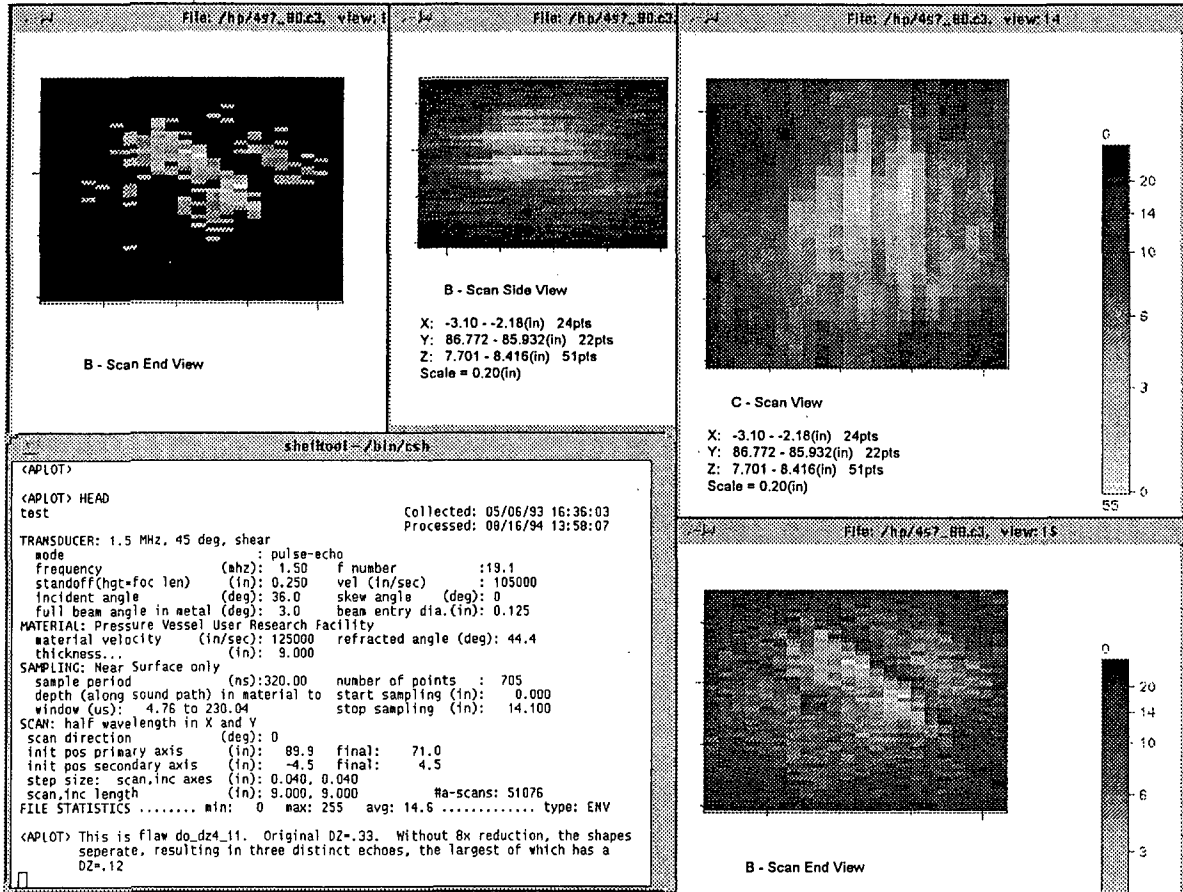 File: /hp/4s7_80.c3, view: 1
B - Scan End View
File: /hp/4s7_80.c3,
B - Scan Side View
X: -3.10 - -2.18(in) 24pts
Y: 86.772 - 85.932(in) 22pts
Z: 7.701 - 8.416(in) 51pts
Scale = 0.20(in)
File: /hp/4s7_80.c3, view: 14
0
20
14
10
6
3
0
55
C - Scan View
X: -3.10 - -2.18(in) 24pts
Y: 86.772 - 85.932(in) 22pts
Z: 7.701 - 8.416(in) 51pts
Scale = 0.20(in)
shelltool - /bin/csh
<APLOT>
<APLOT> HEAD
test Collected: 05/06/93 16:36:03
Processed: 08/16/94 13:58:07
TRANSDUCER: 1.5 MHz, 45 deg, shear
mode : pulse-echo
frequency (mhz): 1.50 f number :19.1
standoff(hgt=foc len) (in): 0.250 vel (in/sec) : 105000
incident angle (deg): 36.0 skew angle (deg): 0
full beam angle in metal (deg): 3.0 beam entry dia.(in): 0.125
MATERIAL: Pressure Vessel User Research Facility
material velocity (in/sec): 125000 refracted angle (deg): 44.4
thickness... (in): 9.000
SAMPLING: Near Surface only
sample period (ns):320.00 number of points : 705
depth (along sound path) in material to start sampling (in): 0.000
window (us): 4.76 to 230.04 stop sampling (in): 14.100
SCAN: half wavelength in X and Y
scan direction (deg): 0
init pos primary axis (in): 89.9 final: 71.0
init pos secondary axis (in): -4.5 final: 4.5
step size: scan,inc axes (in): 0.040, 0.040
scan,inc length (in): 9.000, 9.000 #a-scans: 51076
FILE STATISTICS ........ min: 0 max: 255 avg: 14.6 ............ type: ENV
<APLOT> This is flaw do_dz4_11. Original DZ=.33. Without 8x reduction, the shapes
seperate, resulting in three distinct echoes, the largest of which has a
DZ=.12
File: /hp/4s7_80.c3, view: 15
0
20
14
10
6
3
B - Scan End View